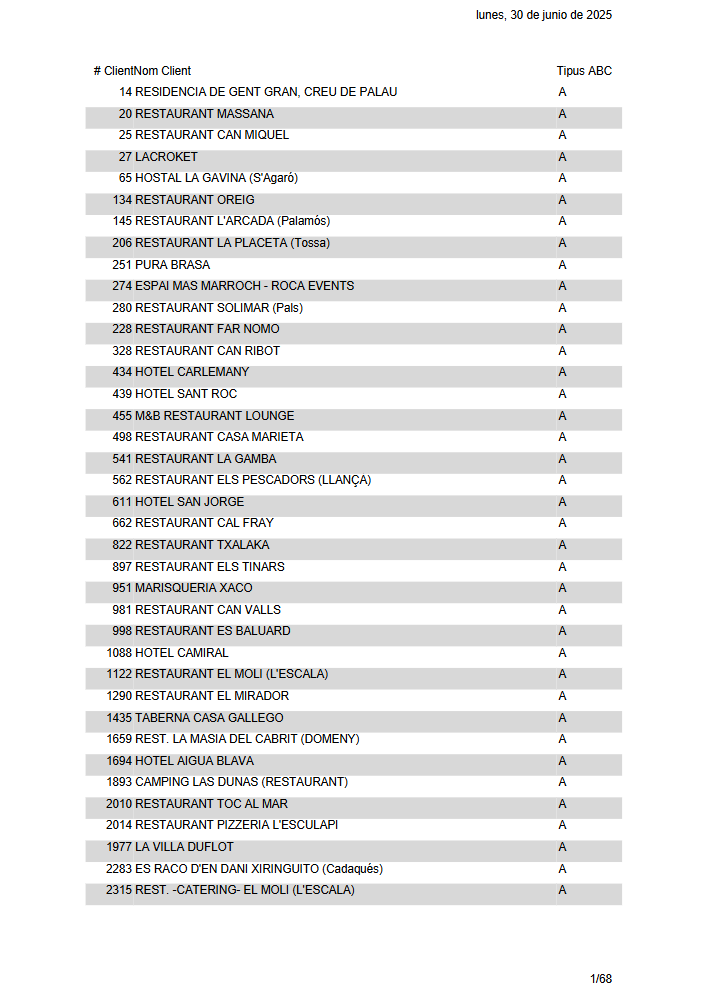 lunes, 30 de junio de 2025
# Client Nom Client Tipus ABC
14 RESIDENCIA DE GENT GRAN, CREU DE PALAU A
20 RESTAURANT MASSANA A
25 RESTAURANT CAN MIQUEL A
27 LACROKET A
65 HOSTAL LA GAVINA (S'Agaró) A
134 RESTAURANT OREIG A
145 RESTAURANT L'ARCADA (Palamós) A
206 RESTAURANT LA PLACETA (Tossa) A
251 PURA BRASA A
274 ESPAI MAS MARROCH - ROCA EVENTS A
280 RESTAURANT SOLIMAR (Pals) A
228 RESTAURANT FAR NOMO A
328 RESTAURANT CAN RIBOT A
434 HOTEL CARLEMANY A
439 HOTEL SANT ROC A
455 M&B RESTAURANT LOUNGE A
498 RESTAURANT CASA MARIETA A
541 RESTAURANT LA GAMBA A
562 RESTAURANT ELS PESCADORS (LLANÇA) A
611 HOTEL SAN JORGE A
662 RESTAURANT CAL FRAY A
822 RESTAURANT TXALAKA A
897 RESTAURANT ELS TINARS A
951 MARISQUERIA XACO A
981 RESTAURANT CAN VALLS A
998 RESTAURANT ES BALUARD A
1088 HOTEL CAMIRAL A
1122 RESTAURANT EL MOLI (L'ESCALA) A
1290 RESTAURANT EL MIRADOR A
1435 TABERNA CASA GALLEGO A
1659 REST. LA MASIA DEL CABRIT (DOMENY) A
1694 HOTEL AIGUA BLAVA A
1893 CAMPING LAS DUNAS (RESTAURANT) A
2010 RESTAURANT TOC AL MAR A
2014 RESTAURANT PIZZERIA L'ESCULAPI A
1977 LA VILLA DUFLOT A
2283 ES RACO D'EN DANI XIRINGUITO (Cadaqués) A
2315 REST. -CATERING- EL MOLI (L'ESCALA) A
1/68